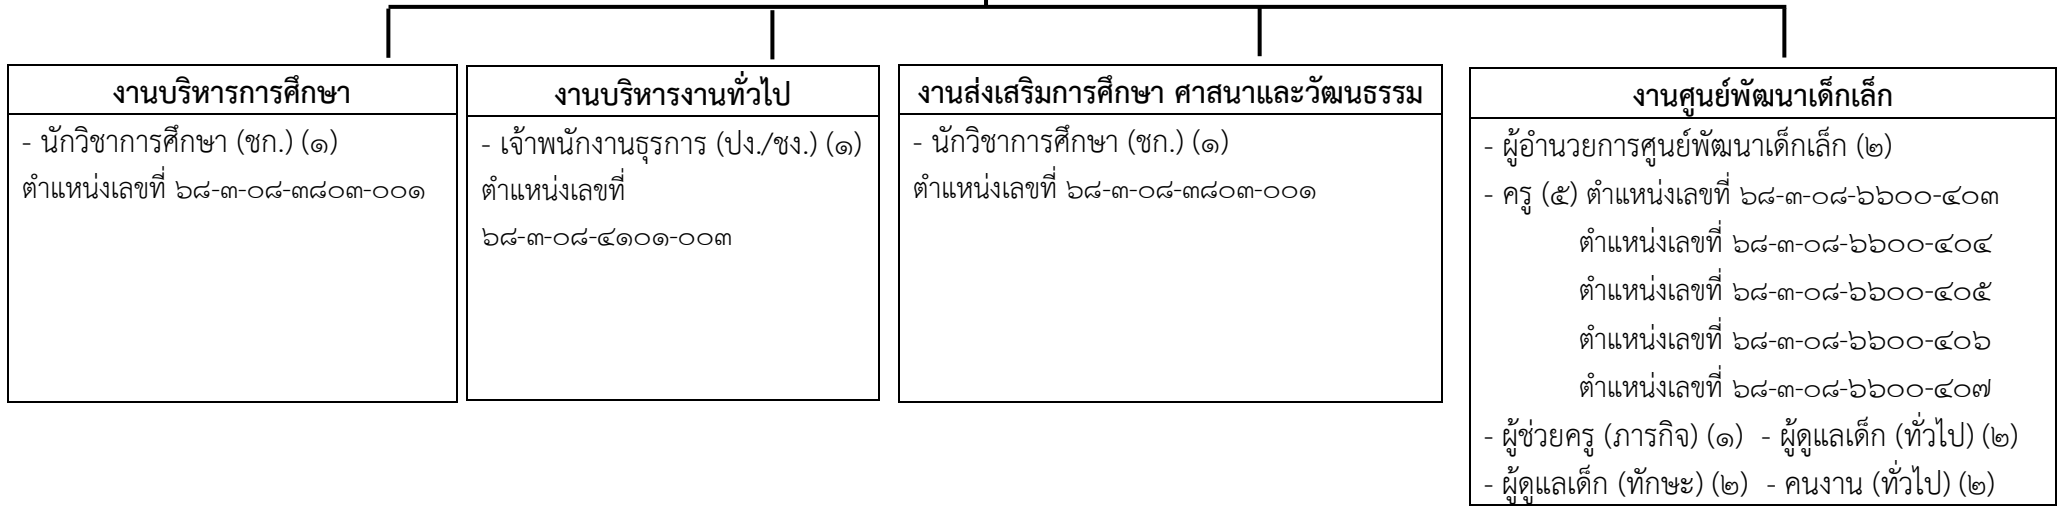 งานบริหารการศึกษา
- นักวิชาการศึกษา (ชก.) (๑)
ตำแหน่งเลขที่ ๖๘-๓-๐๘-๓๘๐๓-๐๐๑
งานบริหารงานทั่วไป
- เจ้าพนักงานธุรการ (ปง./ชง.) (๑)
ตำแหน่งเลขที่
๖๘-๓-๐๘-๔๑๐๑-๐๐๓
งานส่งเสริมการศึกษา ศาสนาและวัฒนธรรม
- นักวิชาการศึกษา (ชก.) (๑)
ตำแหน่งเลขที่ ๖๘-๓-๐๘-๓๘๐๓-๐๐๑
งานศูนย์พัฒนาเด็กเล็ก
- ผู้อำนวยการศูนย์พัฒนาเด็กเล็ก (๒)
- ครู (๕) ตำแหน่งเลขที่ ๖๘-๓-๐๘-๖๖๐๐-๔๐๓
ตำแหน่งเลขที่ ๖๘-๓-๐๘-๖๖๐๐-๔๐๔
ตำแหน่งเลขที่ ๖๘-๓-๐๘-๖๖๐๐-๔๐๕
ตำแหน่งเลขที่ ๖๘-๓-๐๘-๖๖๐๐-๔๐๖
ตำแหน่งเลขที่ ๖๘-๓-๐๘-๖๖๐๐-๔๐๗
- ผู้ช่วยครู (ภารกิจ) (๑) - ผู้ดูแลเด็ก (ทั่วไป) (๒)
- ผู้ดูแลเด็ก (ทักษะ) (๒) - คนงาน (ทั่วไป) (๒)